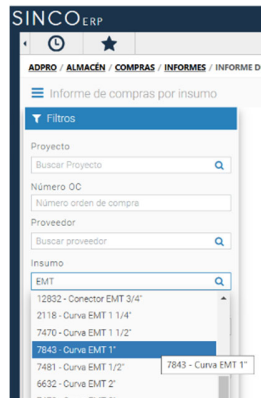 SINCO ERP
ADPRO / ALMACÉN / COMPRAS / INFORMES / INFORME D
Informe de compras por insumo
Filtros
Proyecto
Buscar Proyecto
Número OC
Número orden de compra
Proveedor
Buscar proveedor
Insumo
EMT
12832 - Conector EMT 3/4"
2118 - Curva EMT 1 1/4"
7470 - Curva EMT 1 1/2"
7843 - Curva EMT 1"
7843 - Curva EMT 1"
7481 - Curva EMT 1/2"
6632 - Curva EMT 2"